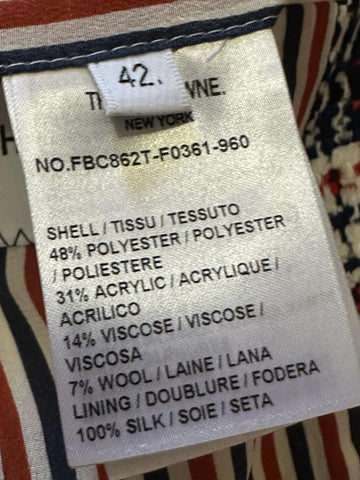 42.
NEW YORK
NO.FBC862T-F0361-960
SHELL / TISSU / TESSUTO
48% POLYESTER / POLYESTER
/ POLIESTERE
31% ACRYLIC / ACRYLIQUE /
ACRILICO
14% VISCOSE / VISCOSE /
VISCOSA
7% WOOL / LAINE / LANA
LINING / DOUBLURE / FODERA
100% SILK / SOIE / SETA